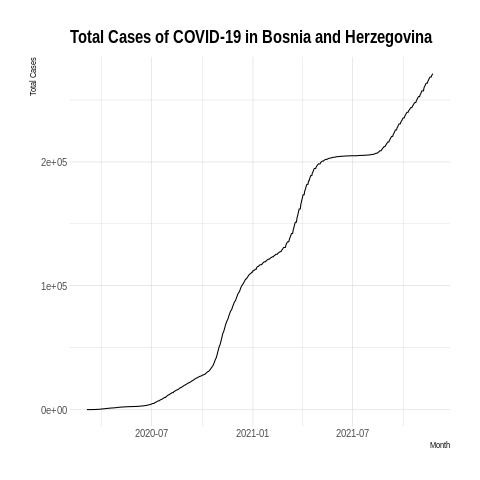 Total Cases of COVID-19 in Bosnia and Herzegovina
Total Cases
2e+05
1e+05
0e+00
2020-07 2021-01 2021-07
Month